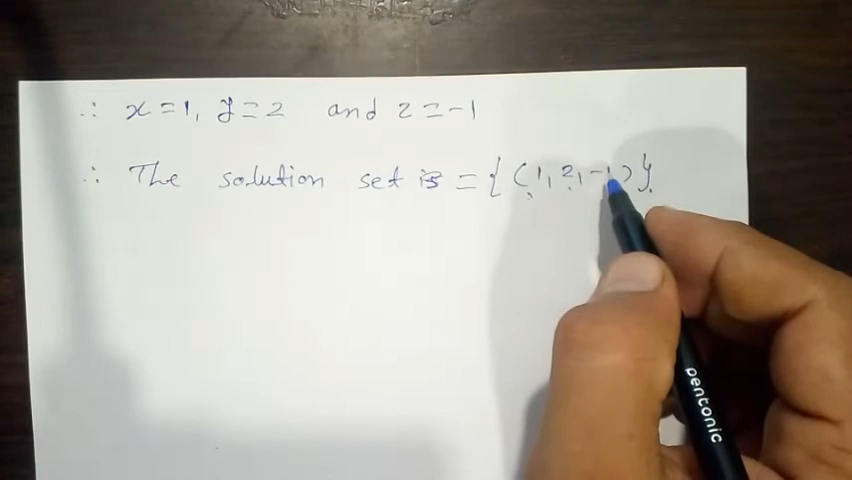 ∴ x = 1, y = 2 and z = -1
∴ The solution set is = { (1, 2, -1) }.
pentonic